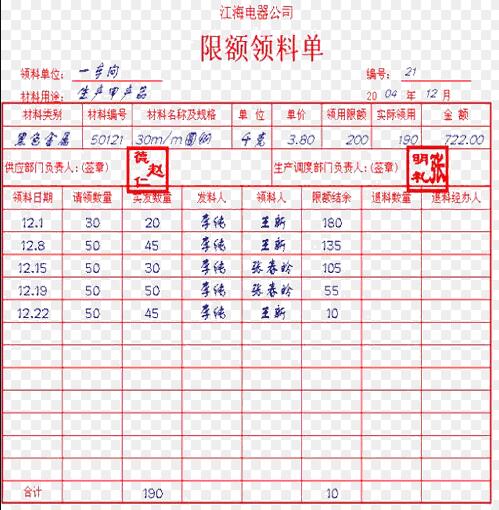 江海电器公司
限额领料单
领料单位: 一车间 编号: 21
材料用途: 生产甲产品 2004 年 12 月
材料类别 材料编号 材料名称及规格 单 位 单价 领用限额 实际领用 金 额
黑色金属 50121 30m/m圆钢 千克 3.80 200 190 722.00
供应部门负责人:(签章) 德赵仁 生产调度部门负责人:(签章) 明张礼
领料日期 请领数量 实发数量 发料人 领料人 限额结余 退料数量 退料经办人
12.1 30 20 李纯 王新 180
12.8 50 45 李纯 王新 135
12.15 30 30 李纯 张春岭 105
12.19 50 50 李纯 张春岭 55
12.22 50 45 李纯 王新 10
合计 190 10